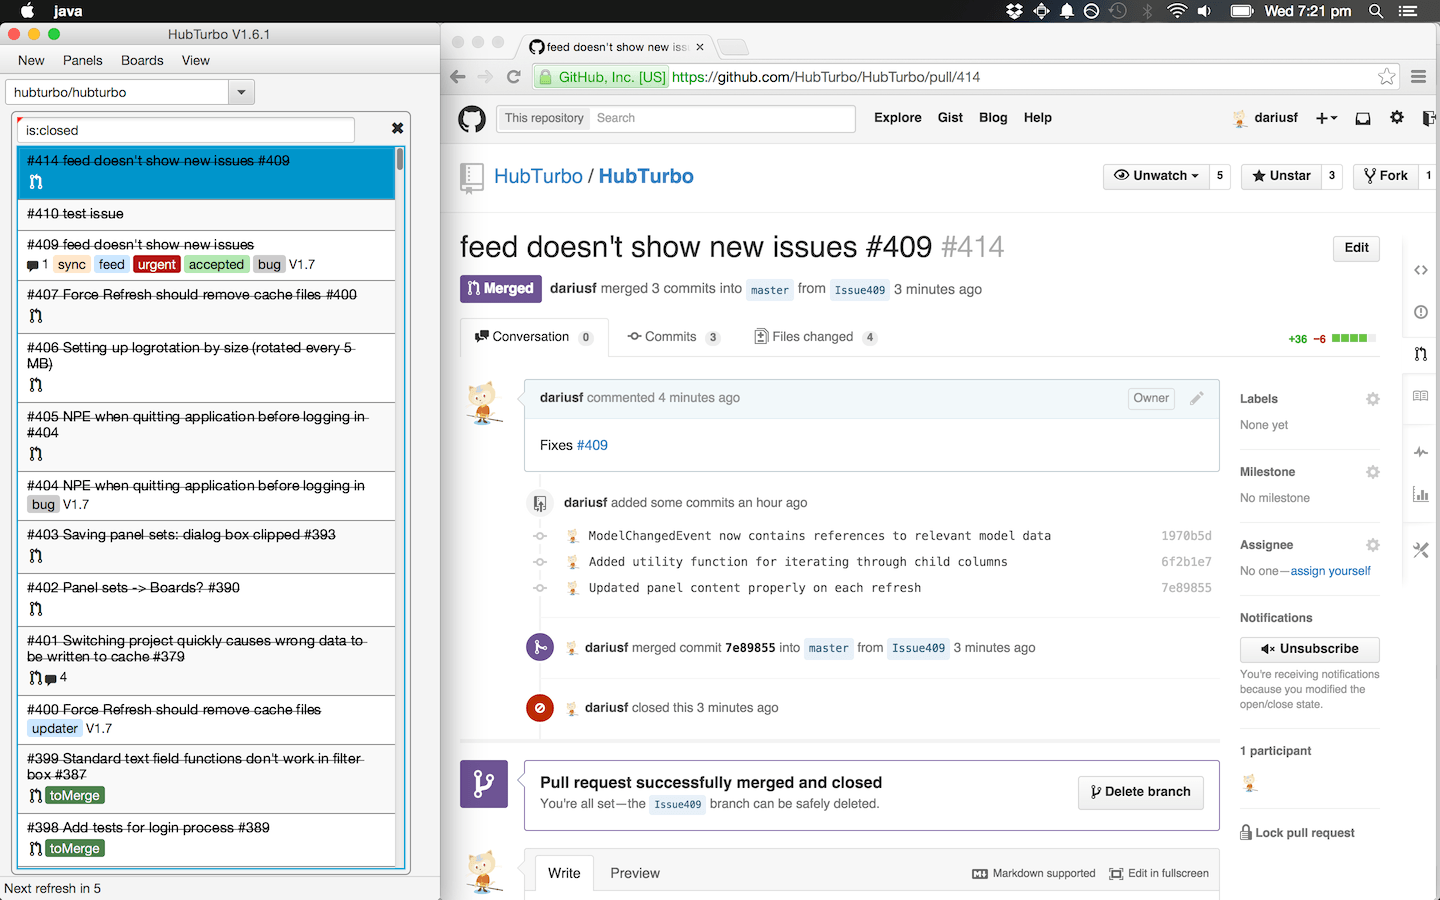 java
Wed 7:21 pm
HubTurbo V1.6.1
New Panels Boards View
hubturbo/hubturbo
is:closed
#414 feed doesn't show new issues #409
#410 test issue
#409 feed doesn't show new issues
1 sync feed urgent accepted bug V1.7
#407 Force Refresh should remove cache files #400
#406 Setting up logrotation by size (rotated every 5
MB)
#405 NPE when quitting application before logging in
#404
#404 NPE when quitting application before logging in
bug V1.7
#403 Saving panel sets: dialog box clipped #393
#402 Panel sets -> Boards? #390
#401 Switching project quickly causes wrong data to
be written to cache #379
4
#400 Force Refresh should remove cache files
updater V1.7
#399 Standard text field functions don't work in filter
box #387
toMerge
#398 Add tests for login process #389
toMerge
Next refresh in 5
feed doesn't show new iss
GitHub, Inc. [US] https://github.com/HubTurbo/HubTurbo/pull/414
This repository Search Explore Gist Blog Help dariusf
HubTurbo / HubTurbo
Unwatch 5 Unstar 3 Fork 1
feed doesn't show new issues #409 #414
Edit
Merged dariusf merged 3 commits into master from Issue409 3 minutes ago
Conversation 0 Commits 3 Files changed 4
+36 −6
dariusf commented 4 minutes ago Owner
Fixes #409
dariusf added some commits an hour ago
ModelChangedEvent now contains references to relevant model data 1970b5d
Added utility function for iterating through child columns 6f2b1e7
Updated panel content properly on each refresh 7e89855
dariusf merged commit 7e89855 into master from Issue409 3 minutes ago
dariusf closed this 3 minutes ago
Pull request successfully merged and closed
You're all set—the Issue409 branch can be safely deleted.
Delete branch
Write Preview Markdown supported Edit in fullscreen
Labels
None yet
Milestone
No milestone
Assignee
No one—assign yourself
Notifications
Unsubscribe
You're receiving notifications
because you modified the
open/close state.
1 participant
Lock pull request